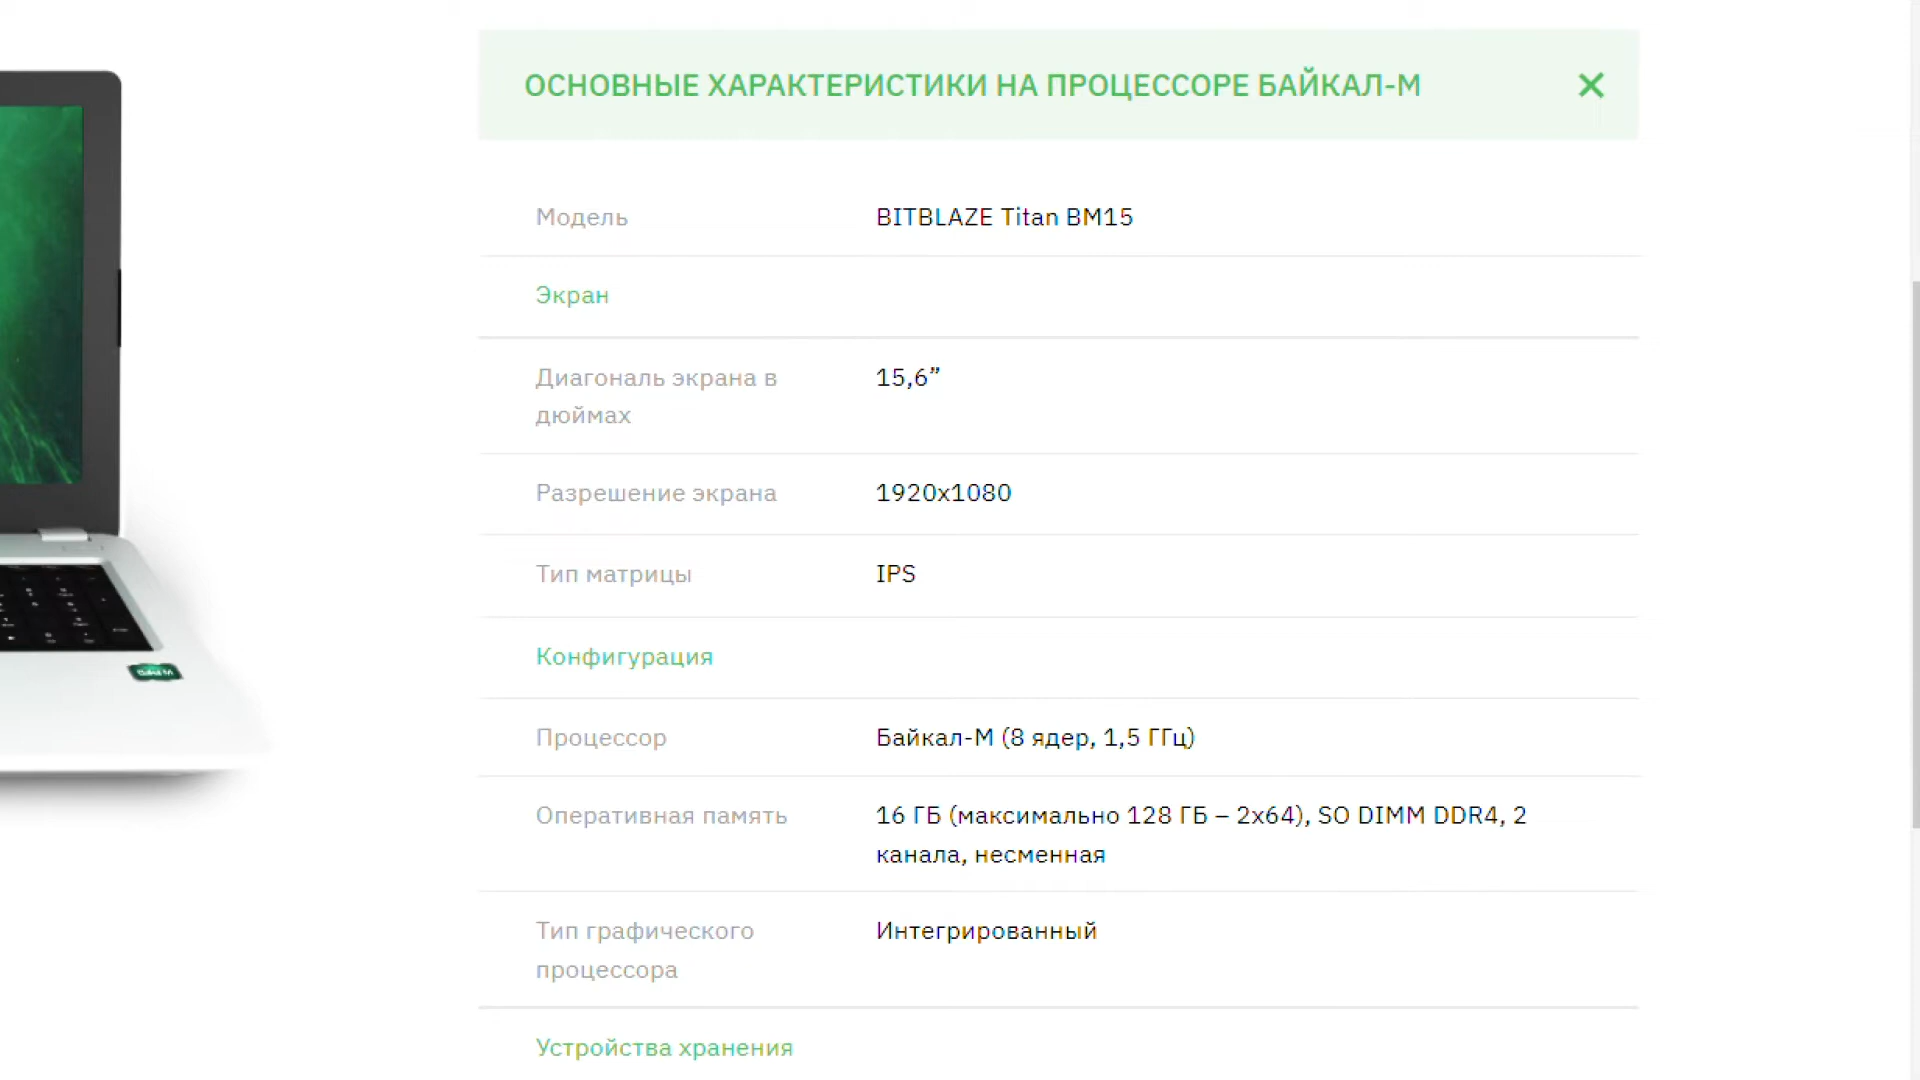 ОСНОВНЫЕ ХАРАКТЕРИСТИКИ НА ПРОЦЕССОРЕ БАЙКАЛ-М
Модель BITBLAZE Titan BM15
Экран
Диагональ экрана в 15,6”
дюймах
Разрешение экрана 1920x1080
Тип матрицы IPS
Конфигурация
Процессор Байкал-М (8 ядер, 1,5 ГГц)
Оперативная память 16 ГБ (максимально 128 ГБ – 2x64), SO DIMM DDR4, 2
канала, несменная
Тип графического Интегрированный
процессора
Устройства хранения